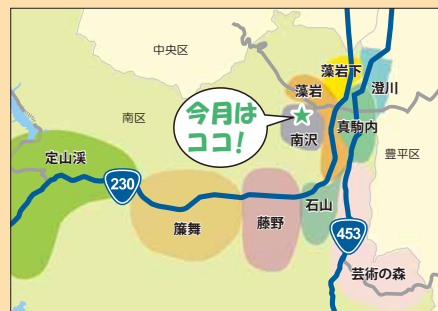 中央区
藻岩下
藻岩
澄川
南区
今月は
ココ！
南沢
真駒内
定山渓
豊平区
230
石山
簾舞
藤野
453
芸術の森